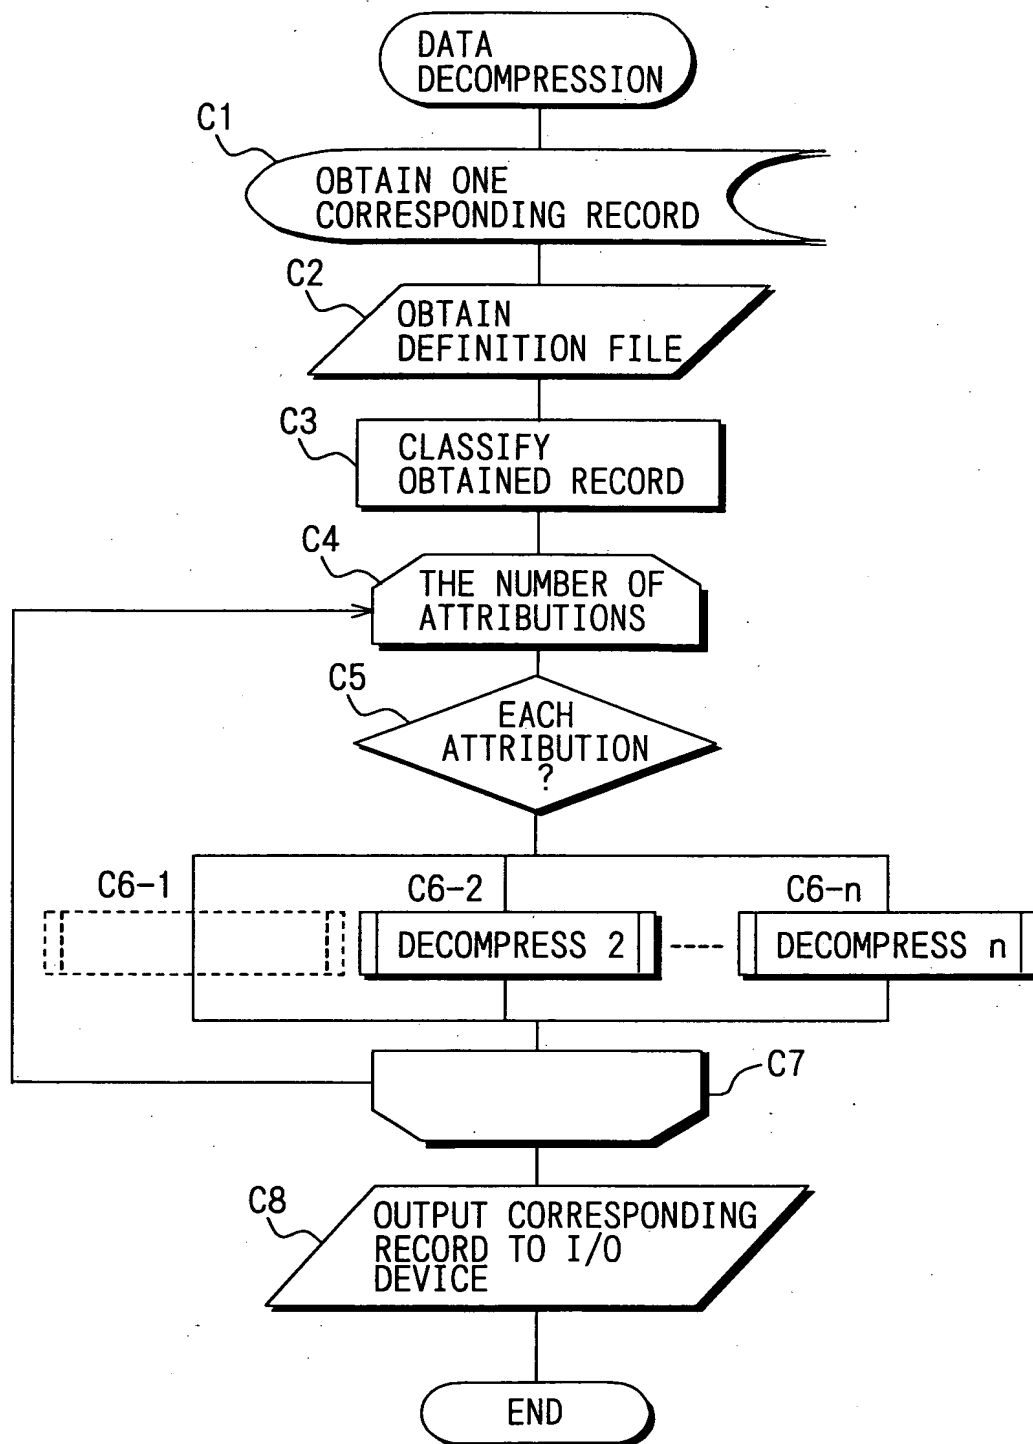 DATA
DECOMPRESSION
C1
OBTAIN ONE
CORRESPONDING RECORD
C2
OBTAIN
DEFINITION FILE
C3
CLASSIFY
OBTAINED RECORD
C4
THE NUMBER OF
ATTRIBUTIONS
C5
EACH
ATTRIBUTION
?
C6-1 C6-2 C6-n
DECOMPRESS 2 DECOMPRESS n
C7
C8
OUTPUT CORRESPONDING
RECORD TO I/O
DEVICE
END